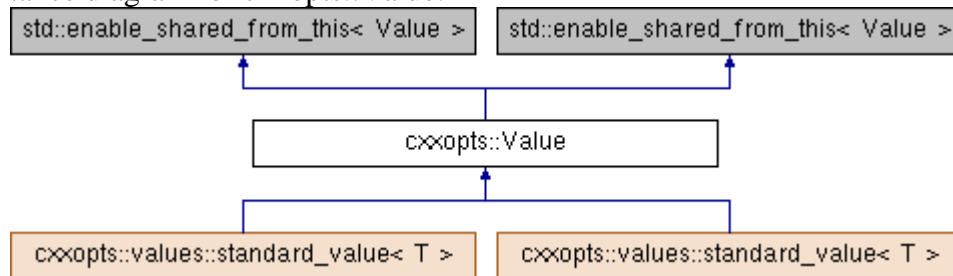 std::enable_shared_from_this< Value >
std::enable_shared_from_this< Value >
cxxopts::Value
cxxopts::values::standard_value< T >
cxxopts::values::standard_value< T >